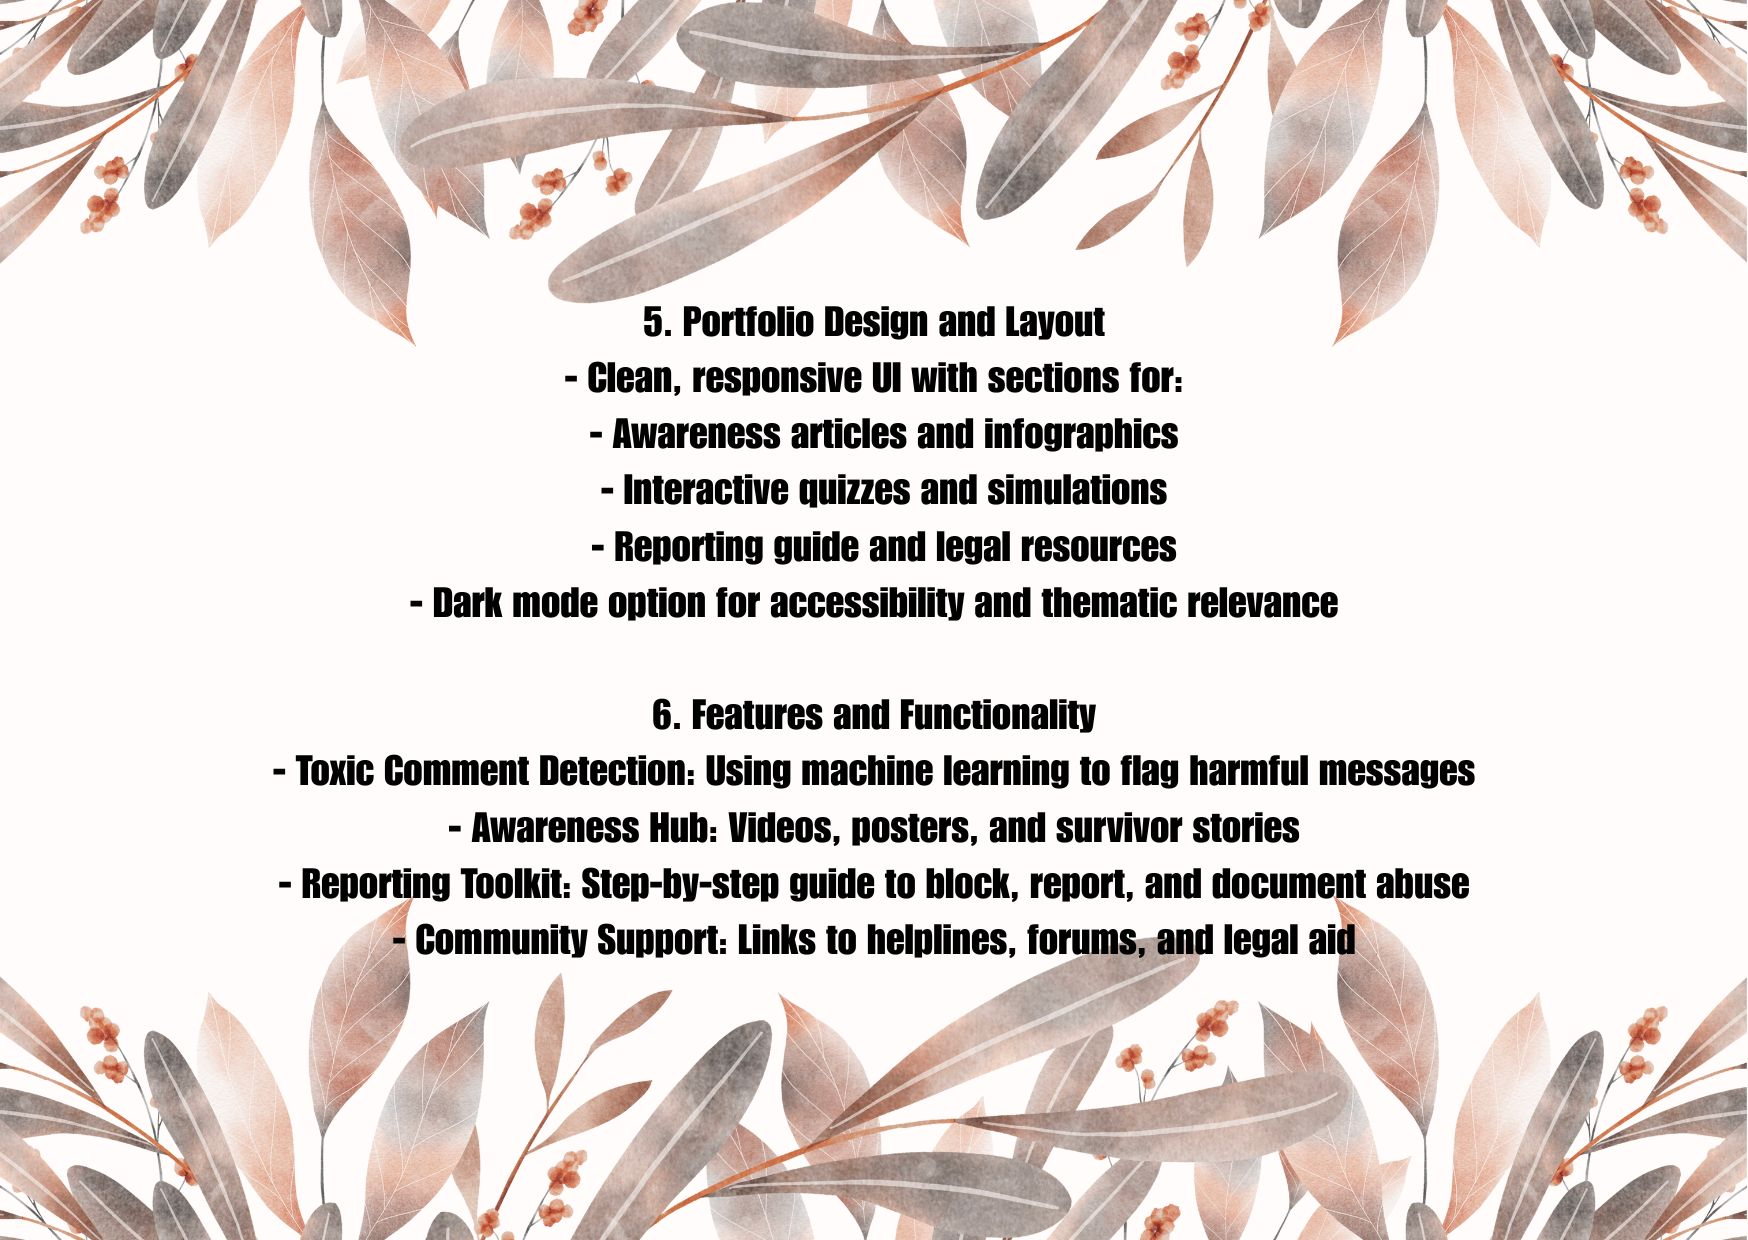 5. Portfolio Design and Layout
- Clean, responsive UI with sections for:
- Awareness articles and infographics
- Interactive quizzes and simulations
- Reporting guide and legal resources
- Dark mode option for accessibility and thematic relevance
6. Features and Functionality
- Toxic Comment Detection: Using machine learning to flag harmful messages
- Awareness Hub: Videos, posters, and survivor stories
- Reporting Toolkit: Step-by-step guide to block, report, and document abuse
- Community Support: Links to helplines, forums, and legal aid